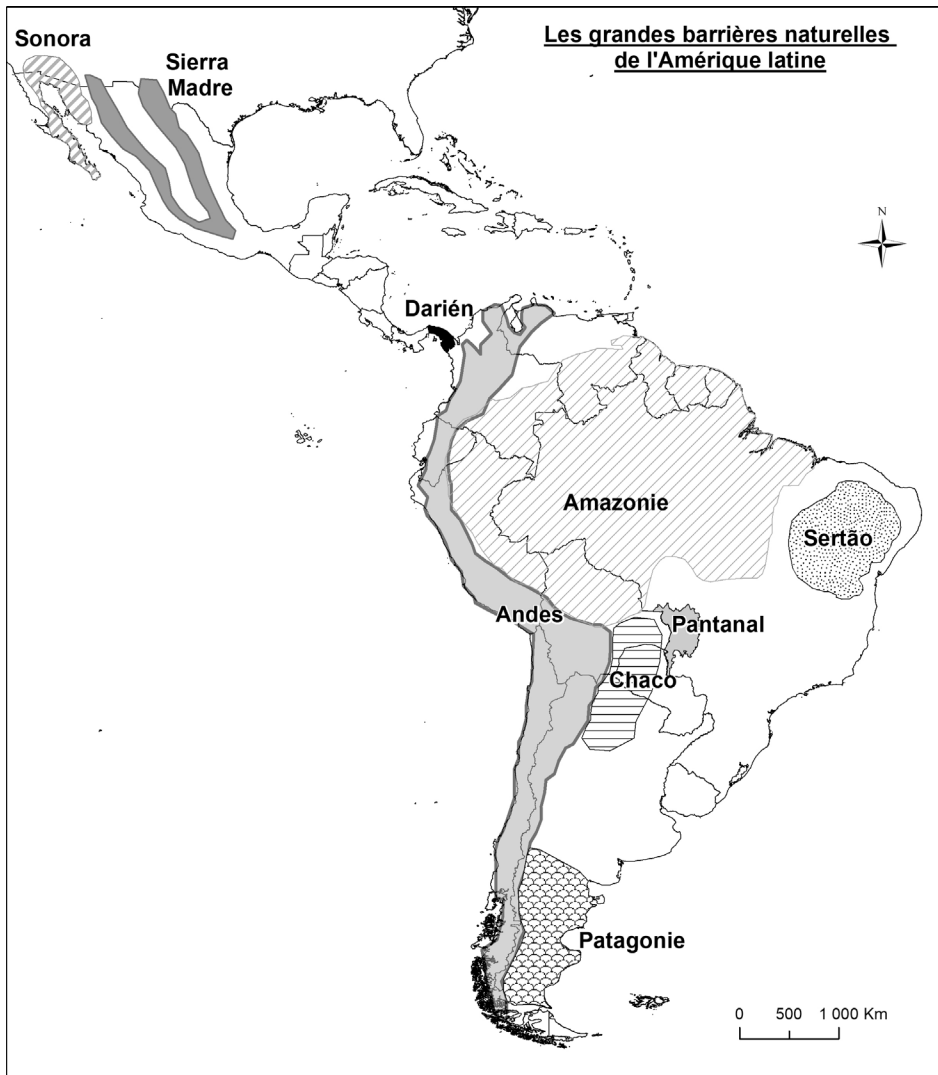 Les grandes barrières naturelles
de l'Amérique latine
Sonora
Sierra
Madre
N
Darién
Amazonie
Sertão
Andes
Pantanal
Chaco
Patagonie
0 500 1 000 Km